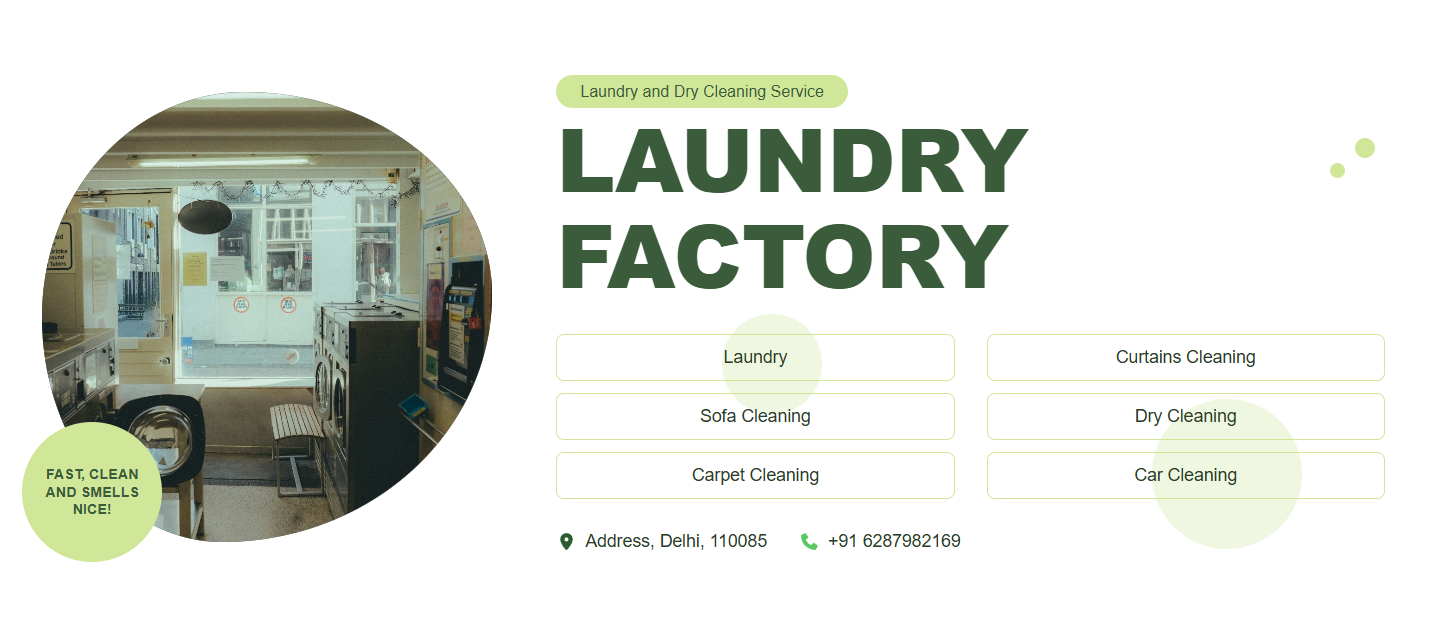 Laundry and Dry Cleaning Service
LAUNDRY
FACTORY
Laundry
Curtains Cleaning
Sofa Cleaning
Dry Cleaning
Carpet Cleaning
Car Cleaning
Address, Delhi, 110085
+91 6287982169
FAST, CLEAN
AND SMELLS
NICE!